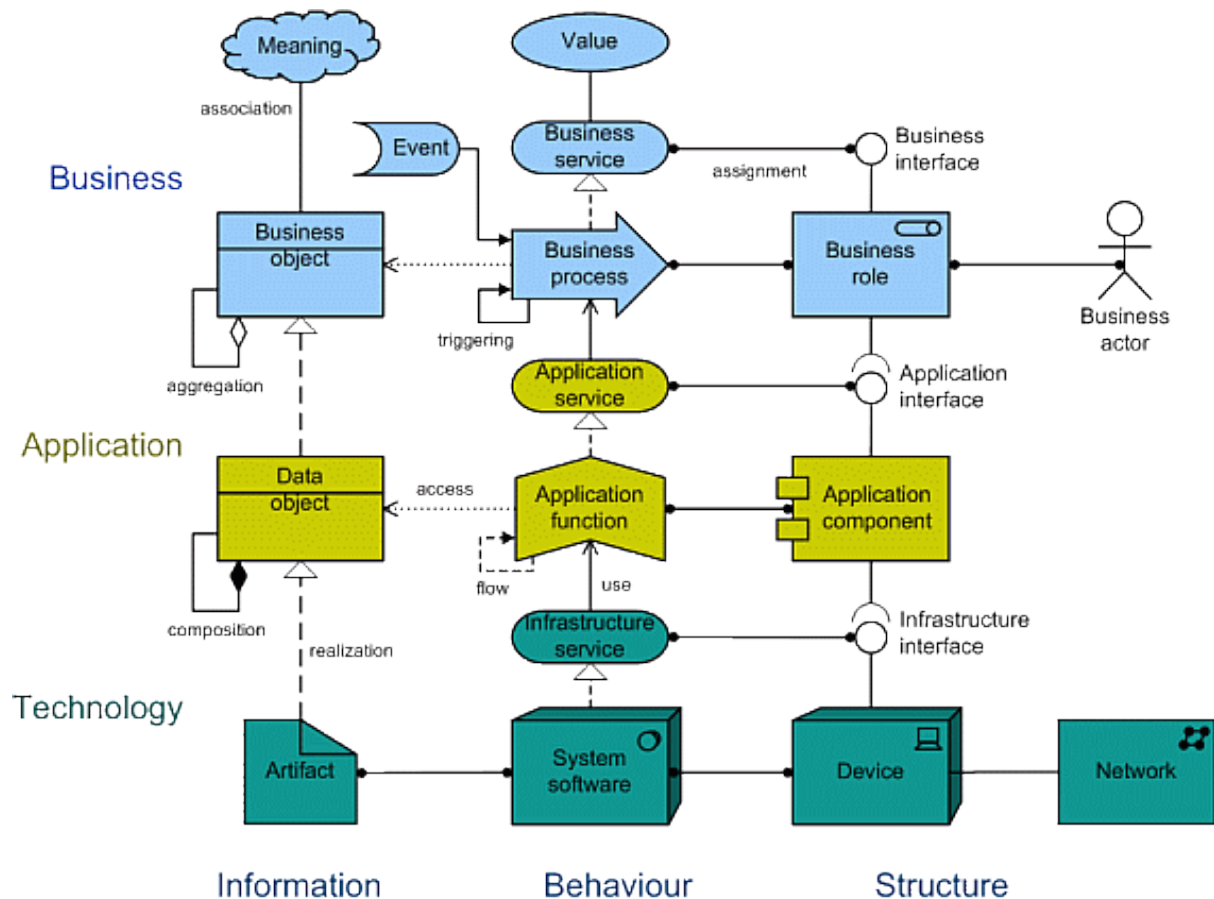 Meaning
Value
association
Event
Business
service
Business
interface
assignment
Business
Business
object
Business
process
Business
role
triggering
Business
actor
aggregation
Application
service
Application
interface
Application
Data
object
access
Application
function
Application
component
flow
use
composition
Infrastructure
service
Infrastructure
interface
realization
Technology
Artifact
System
software
Device
Network
Information
Behaviour
Structure